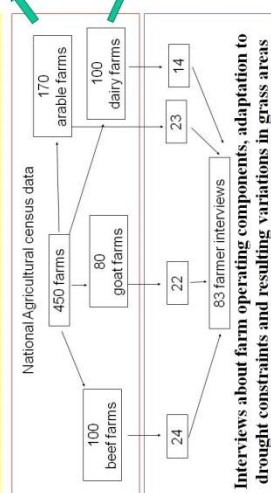 National Agricultural census data
450 farms
170
arable farms
100
dairy farms
80
goat farms
100
beef farms
24
22
23
14
83 farmer interviews
Interviews about farm operating components, adaptation to
drought constraints and resulting variations in grass areas